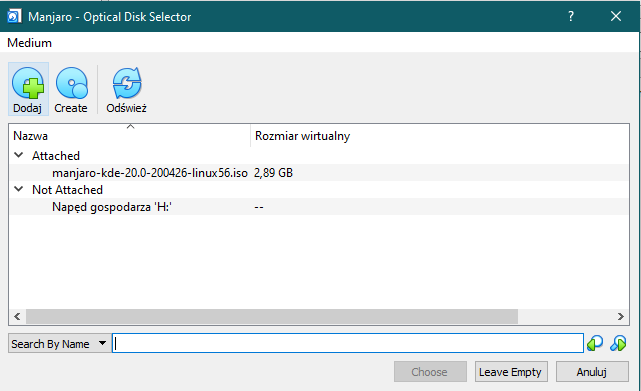 Manjaro - Optical Disk Selector
?
Medium
Dodaj Create Odśwież
Nazwa Rozmiar wirtualny
Attached
manjaro-kde-20.0-200426-linux56.iso 2,89 GB
Not Attached
Napęd gospodarza 'H:' --
Search By Name
Choose Leave Empty Anuluj